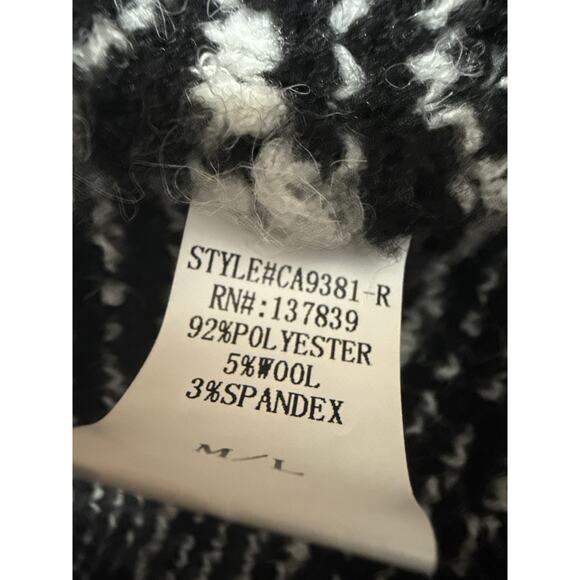 STYLE#CA9381-R
RN#:137839
92%POLYESTER
5%WOOL
3%SPANDEX
M/L